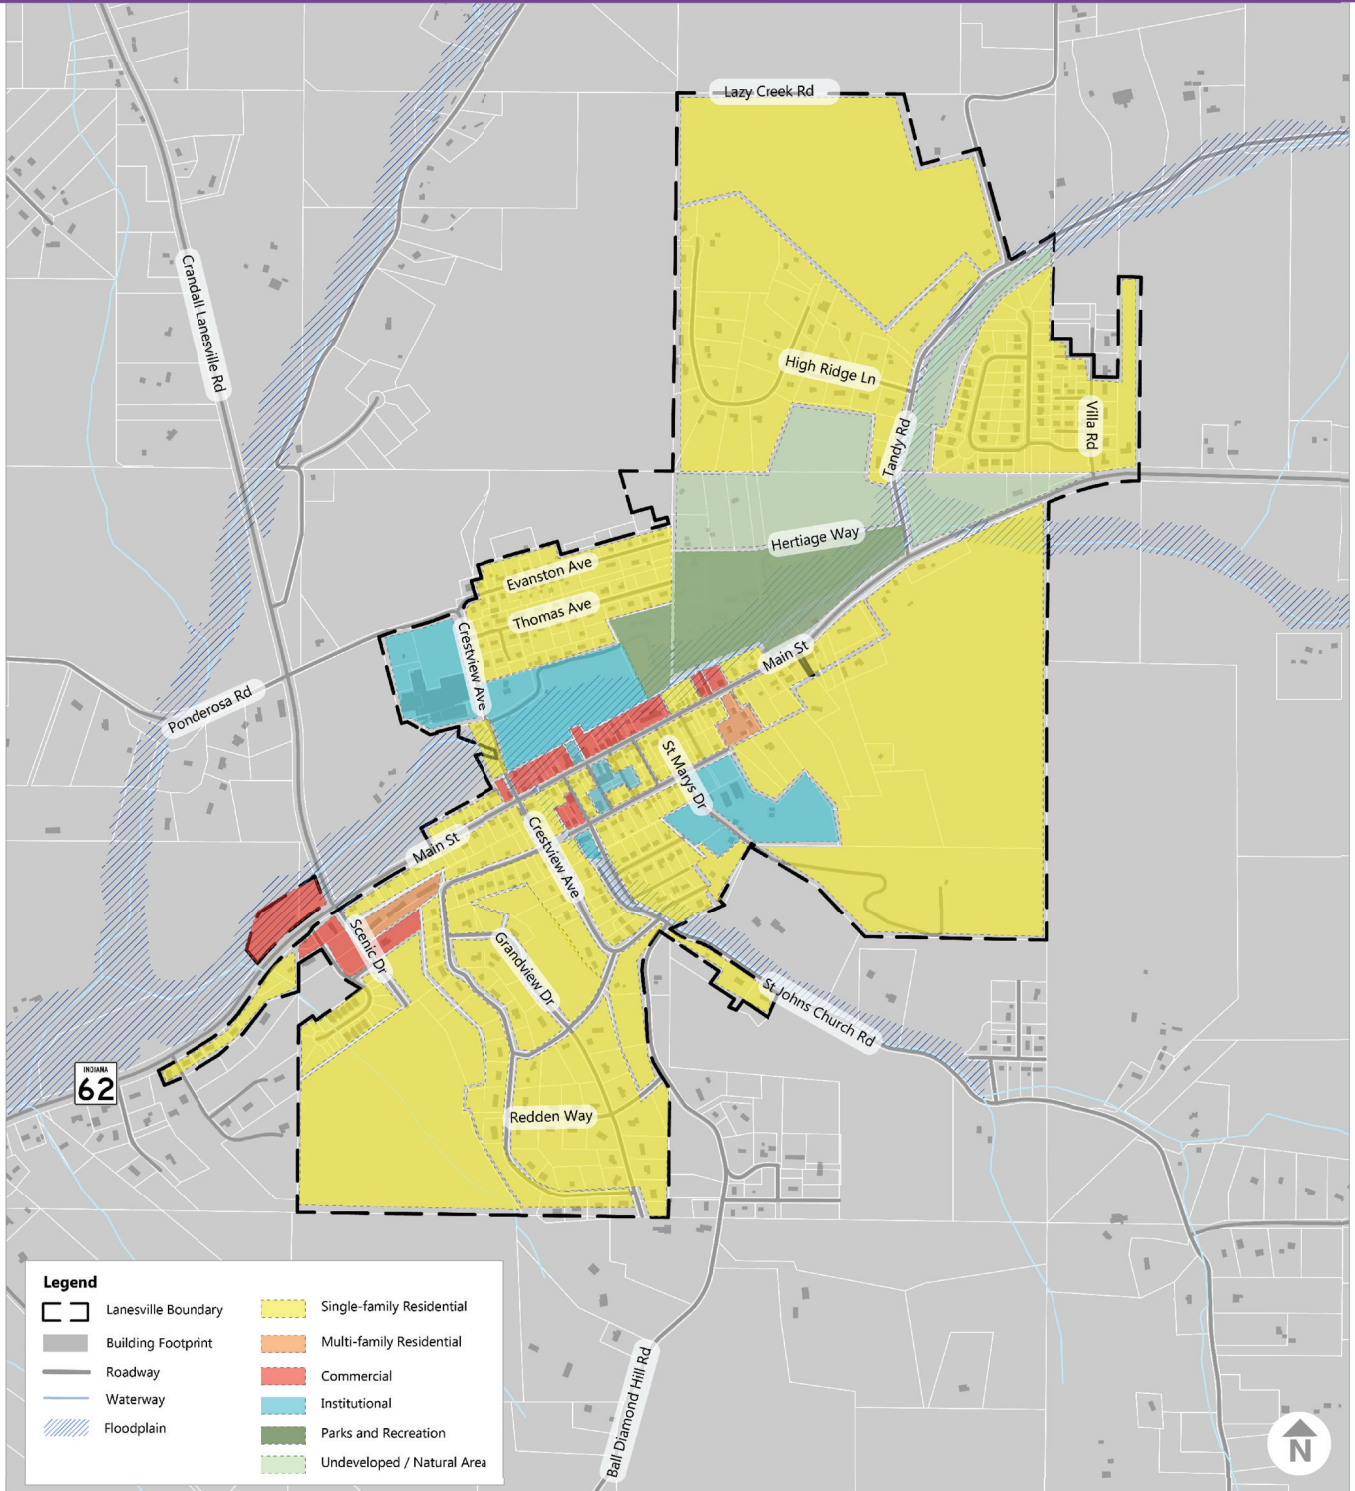 Lazy Creek Rd
Crandall Lanesville Rd
High Ridge Ln
Villa Rd
Tandy Rd
Hertiage Way
Evanston Ave
Thomas Ave
Crestview Ave
Main St
Ponderosa Rd
St Marys Dr
Crestview Ave
Main St
Scenic Dr
Grandview Dr
St Johns Church Rd
INDIANA
62
Redden Way
Ball Diamond Hill Rd
Legend
Lanesville Boundary
Building Footprint
Roadway
Waterway
Floodplain
Single-family Residential
Multi-family Residential
Commercial
Institutional
Parks and Recreation
Undeveloped / Natural Area
N